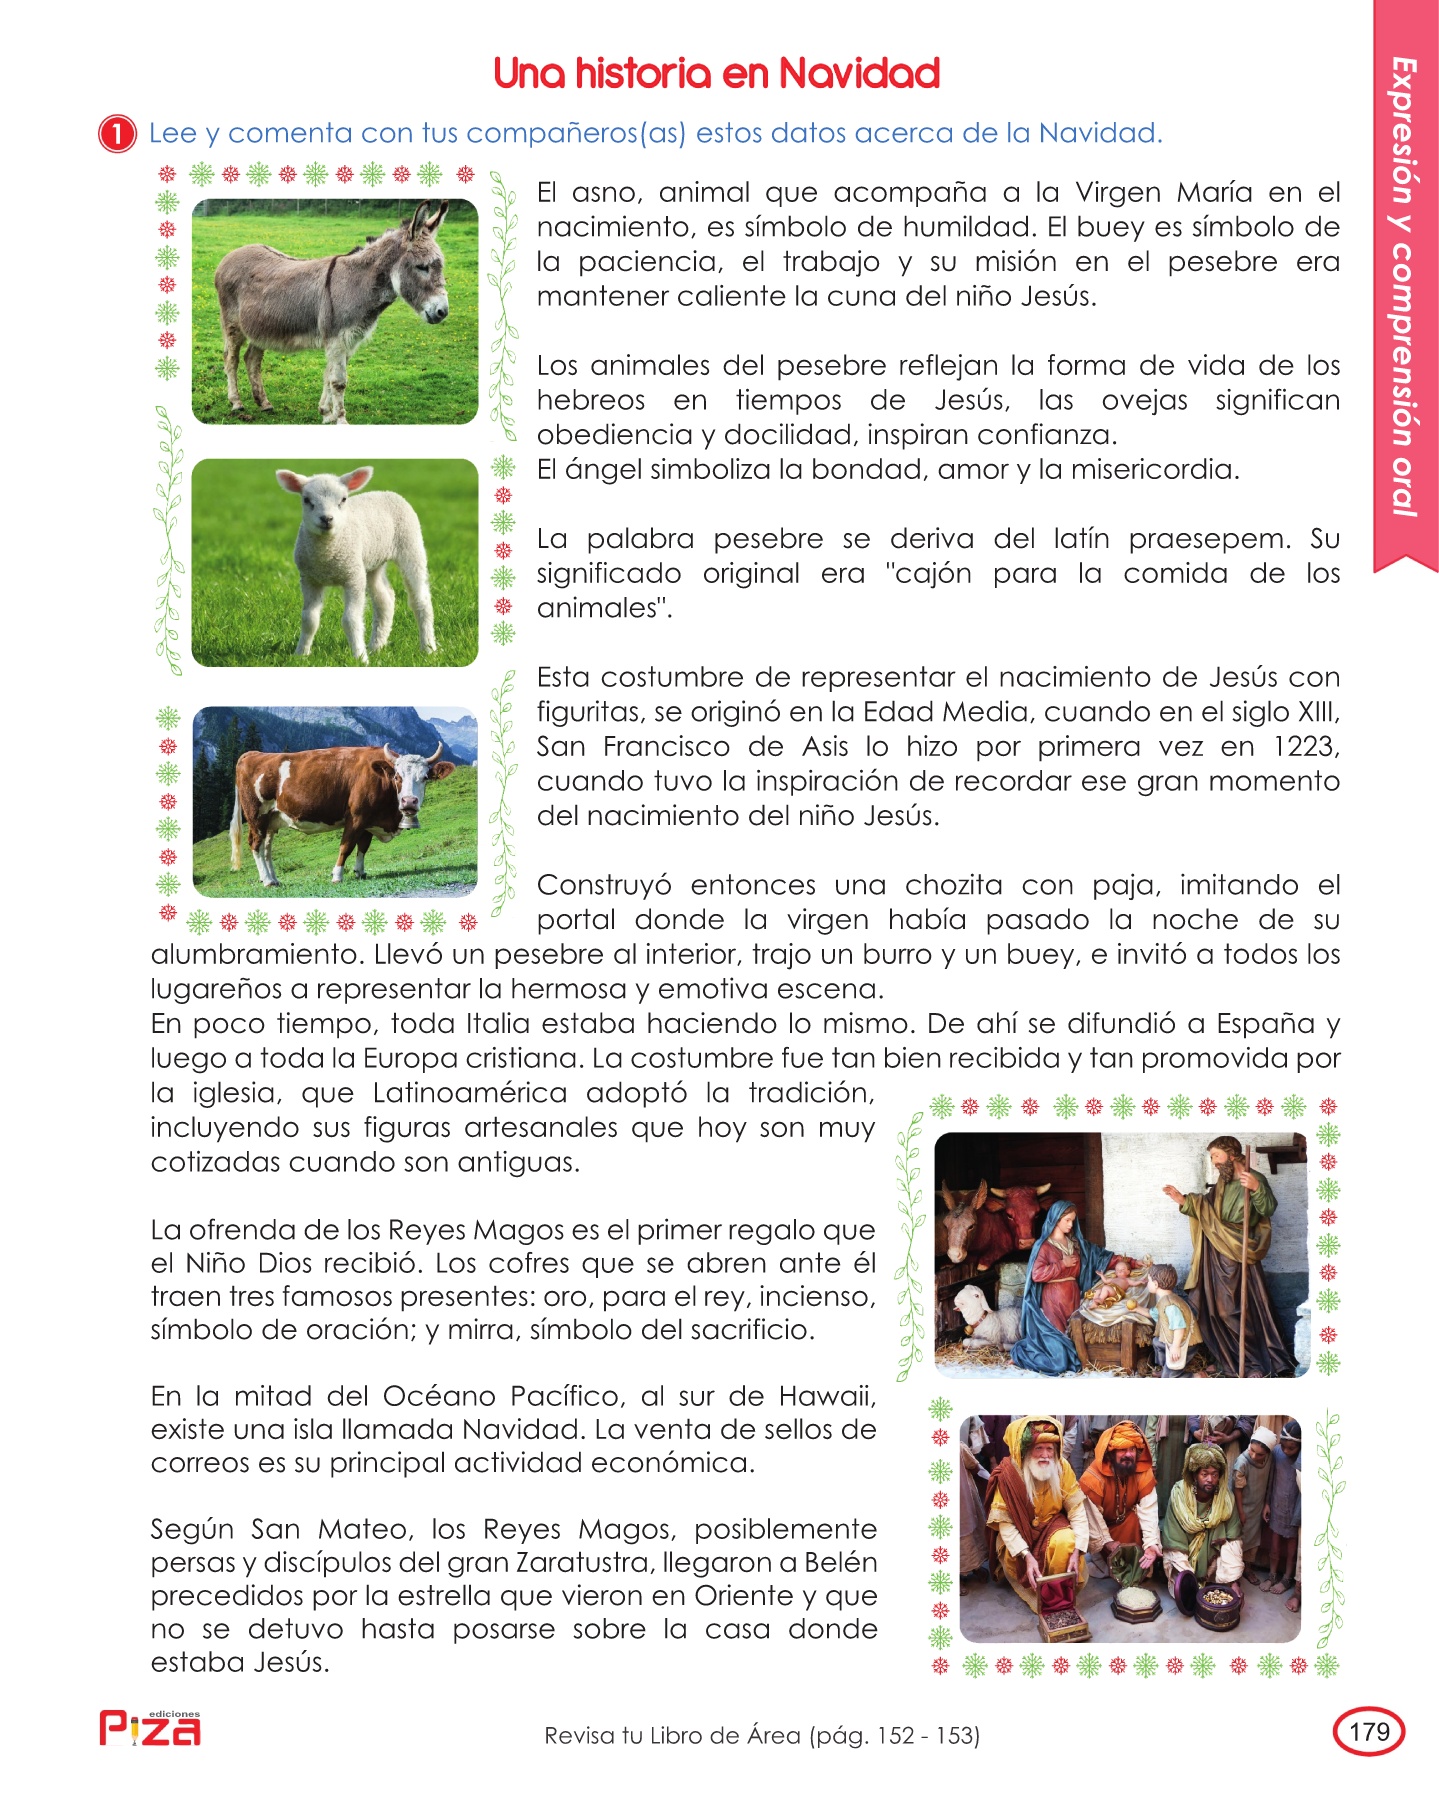 Una historia en Navidad
1 Lee y comenta con tus compañeros(as) estos datos acerca de la Navidad.
El asno, animal que acompaña a la Virgen María en el
nacimiento, es símbolo de humildad. El buey es símbolo de
la paciencia, el trabajo y su misión en el pesebre era
mantener caliente la cuna del niño Jesús.
Los animales del pesebre reflejan la forma de vida de los
hebreos en tiempos de Jesús, las ovejas significan
obediencia y docilidad, inspiran confianza.
El ángel simboliza la bondad, amor y la misericordia.
La palabra pesebre se deriva del latín praesepem. Su
significado original era "cajón para la comida de los
animales".
Esta costumbre de representar el nacimiento de Jesús con
figuritas, se originó en la Edad Media, cuando en el siglo XIII,
San Francisco de Asis lo hizo por primera vez en 1223,
cuando tuvo la inspiración de recordar ese gran momento
del nacimiento del niño Jesús.
Construyó entonces una chozita con paja, imitando el
portal donde la virgen había pasado la noche de su
alumbramiento. Llevó un pesebre al interior, trajo un burro y un buey, e invitó a todos los
lugareños a representar la hermosa y emotiva escena.
En poco tiempo, toda Italia estaba haciendo lo mismo. De ahí se difundió a España y
luego a toda la Europa cristiana. La costumbre fue tan bien recibida y tan promovida por
la iglesia, que Latinoamérica adoptó la tradición,
incluyendo sus figuras artesanales que hoy son muy
cotizadas cuando son antiguas.
La ofrenda de los Reyes Magos es el primer regalo que
el Niño Dios recibió. Los cofres que se abren ante él
traen tres famosos presentes: oro, para el rey, incienso,
símbolo de oración; y mirra, símbolo del sacrificio.
En la mitad del Océano Pacífico, al sur de Hawaii,
existe una isla llamada Navidad. La venta de sellos de
correos es su principal actividad económica.
Según San Mateo, los Reyes Magos, posiblemente
persas y discípulos del gran Zaratustra, llegaron a Belén
precedidos por la estrella que vieron en Oriente y que
no se detuvo hasta posarse sobre la casa donde
estaba Jesús.
Expresión y comprensión oral
ediciones
Piza
Revisa tu Libro de Área (pág. 152 - 153)
179